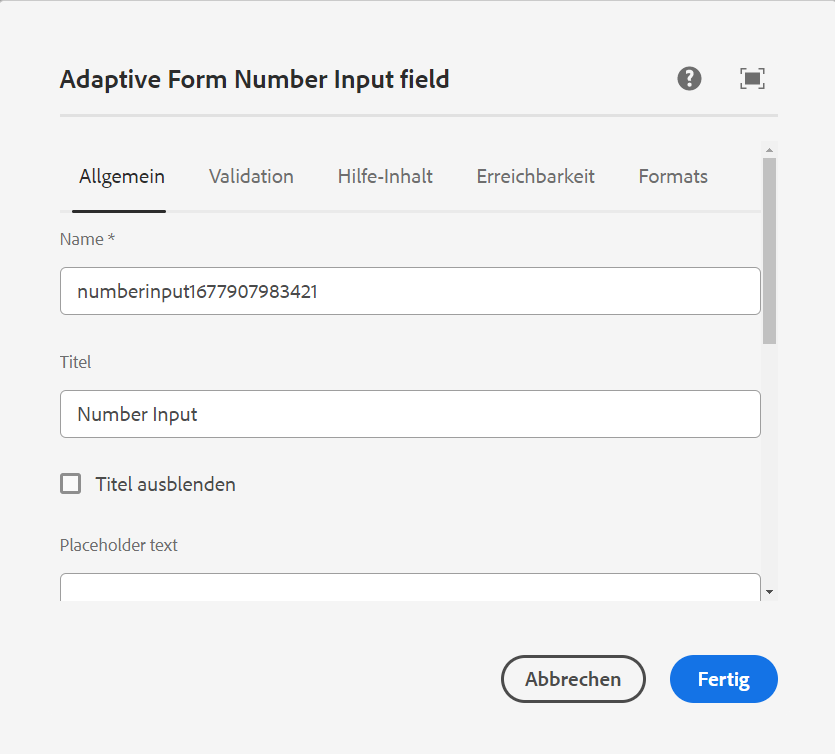 Adaptive Form Number Input field
Allgemein Validation Hilfe-Inhalt Erreichbarkeit Formats
Name *
numberinput1677907983421
Titel
Number Input
Titel ausblenden
Placeholder text
Abbrechen Fertig